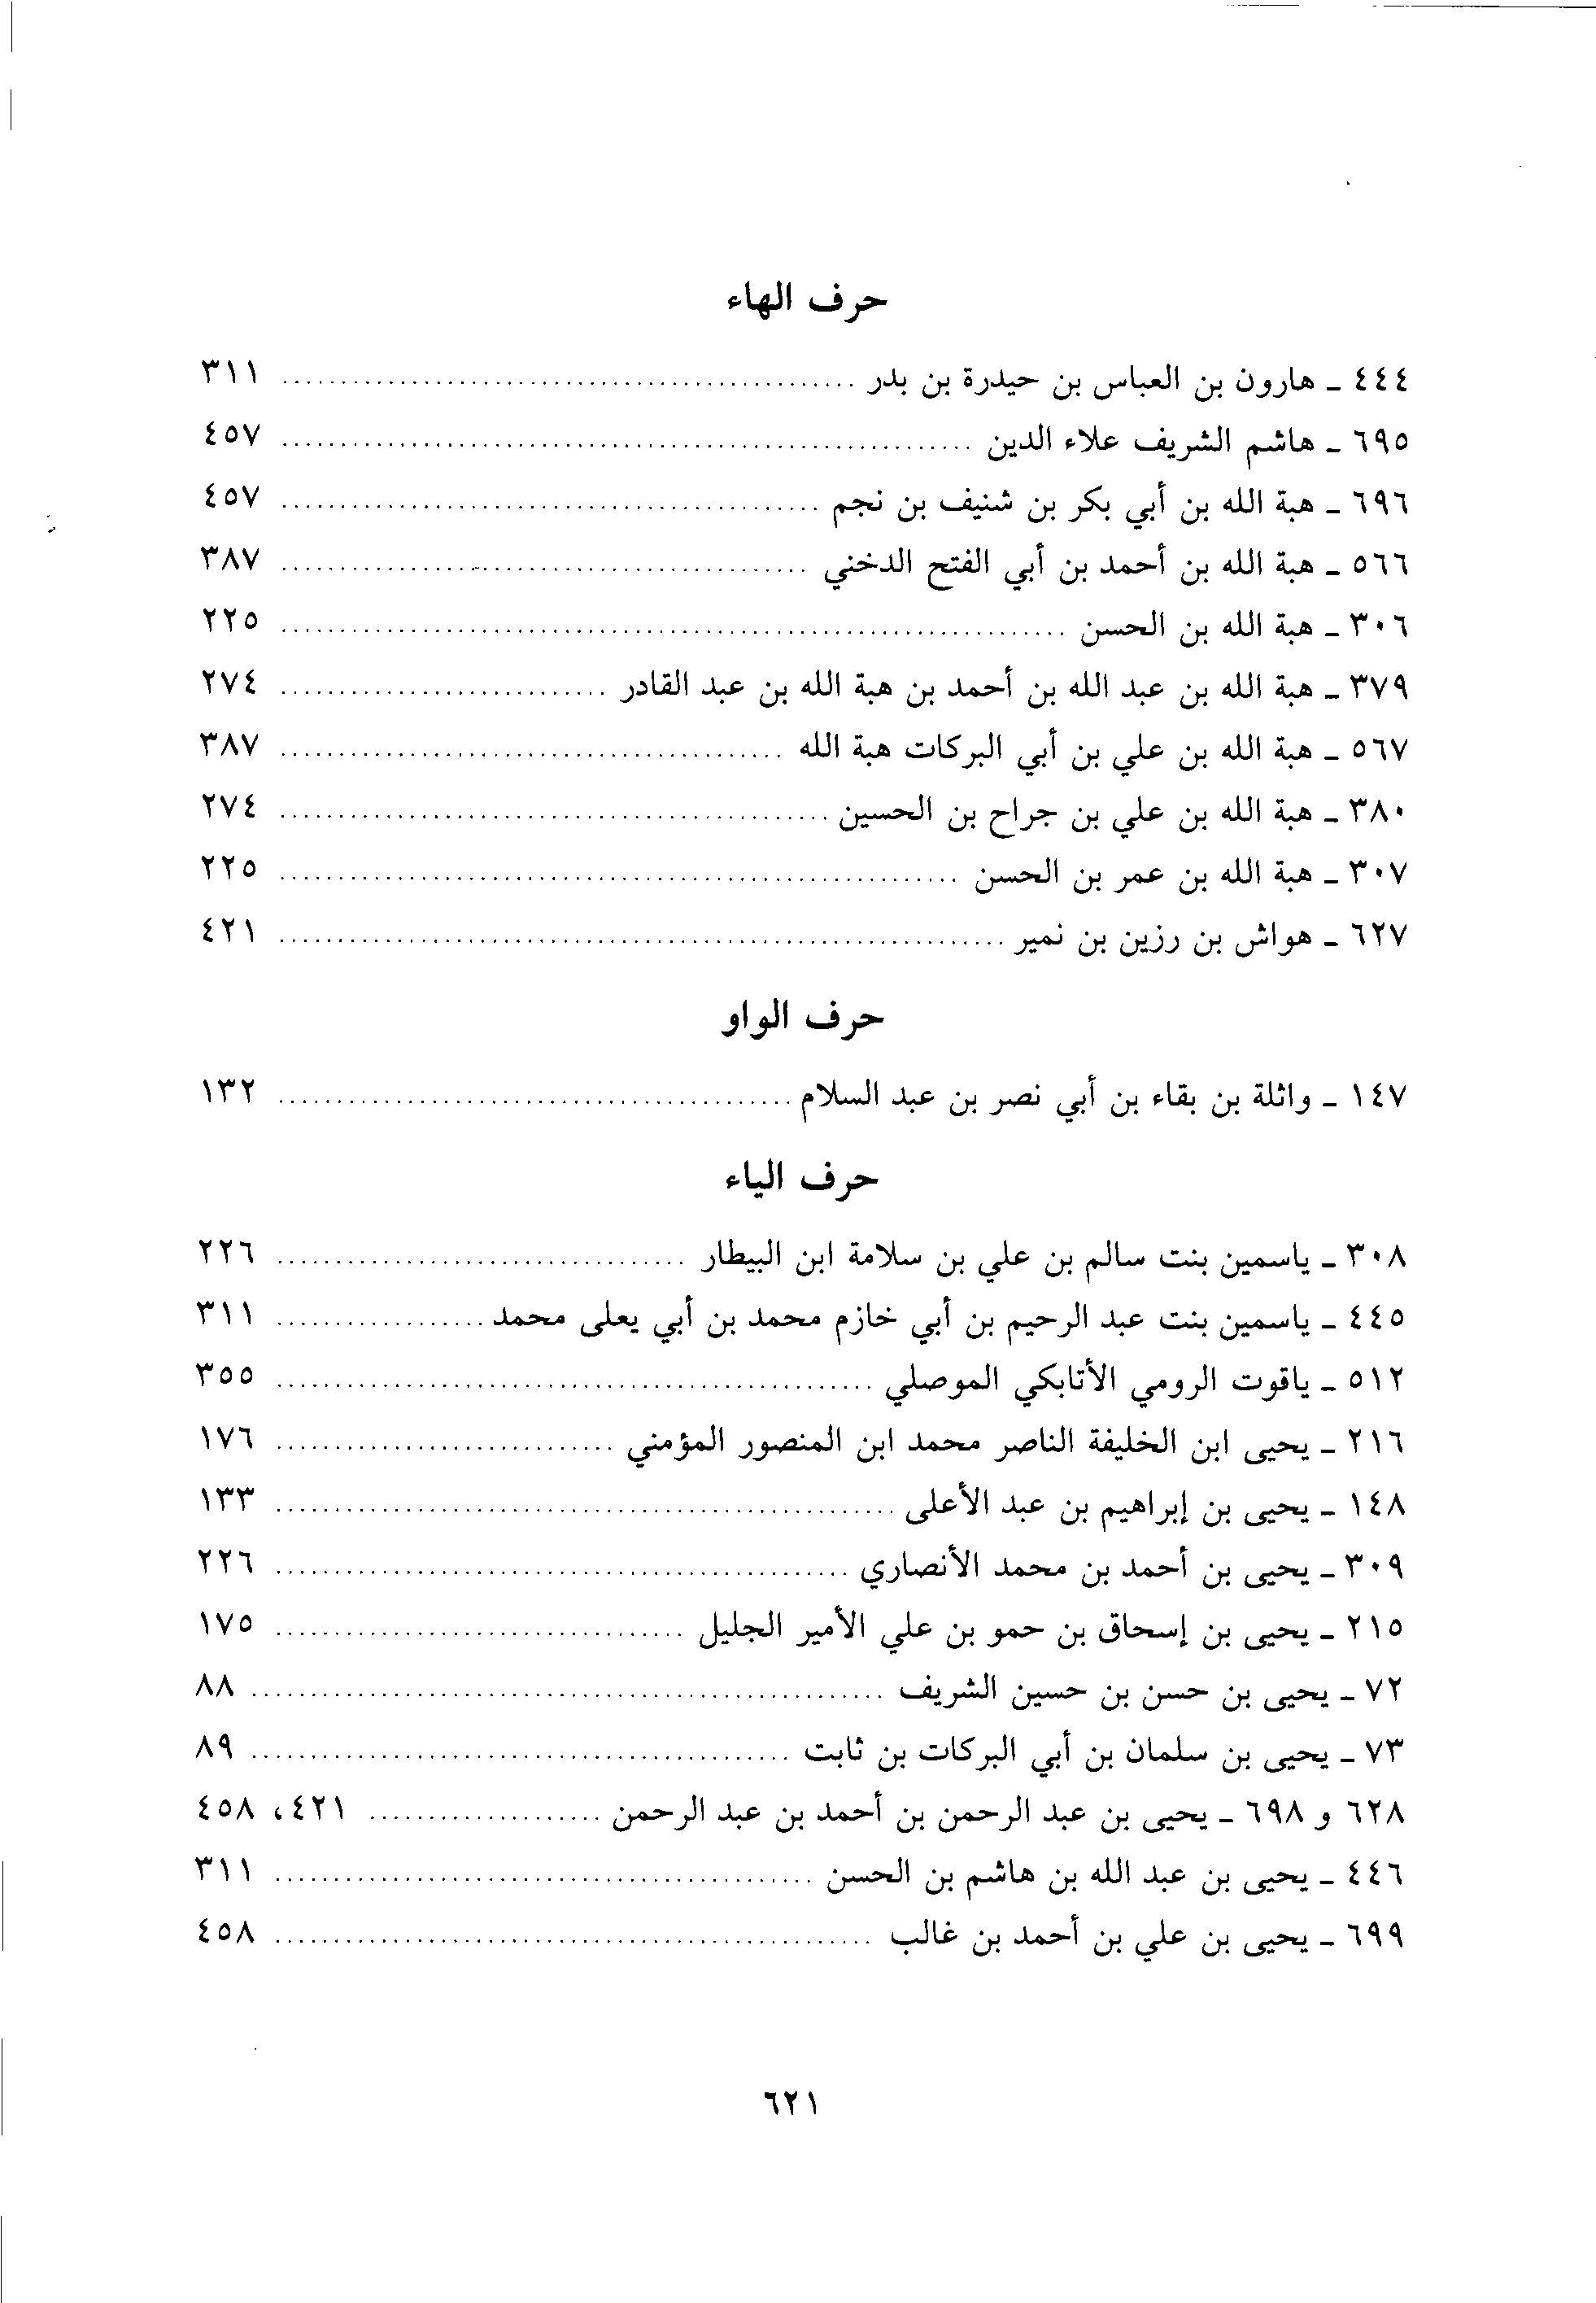 حرف الهاء
٤٤٤ - هارون بن العباس بن حيدرة بن بدر ................ ٣١١
٦٩٥ - هاشم الشريف علاء الدين ................ ٤٥٧
٦٩٦ - هبة الله بن أبي بكر بن شنيف بن نجم ................ ٤٥٧
٥٦٦ - هبة الله بن أحمد بن أبي الفتح الدخني ................ ٣٨٧
٣٠٦ - هبة الله بن الحسن ................ ٢٢٥
٣٧٩ - هبة الله بن عبد الله بن أحمد بن هبة الله بن عبد القادر ................ ٢٧٤
٥٦٧ - هبة الله بن علي بن أبي البركات هبة الله ................ ٣٨٧
٣٨٠ - هبة الله بن علي بن جراح بن الحسين ................ ٢٧٤
٣٠٧ - هبة الله بن عمر بن الحسن ................ ٢٢٥
٦٢٧ - هواش بن رزين بن نمير ................ ٤٢١
حرف الواو
١٤٧ - واثلة بن بقاء بن أبي نصر بن عبد السلام ................ ١٣٢
حرف الياء
٣٠٨ - ياسمين بنت سالم بن علي بن سلامة ابن البيطار ................ ٢٢٦
٤٤٥ - ياسمين بنت عبد الرحيم بن أبي خازم محمد بن أبي يعلى محمد ................ ٣١١
٥١٢ - ياقوت الرومي الأتابكي الموصلي ................ ٣٥٥
٢١٦ - يحيى ابن الخليفة الناصر محمد ابن المنصور المؤمني ................ ١٧٦
١٤٨ - يحيى بن إبراهيم بن عبد الأعلى ................ ١٣٣
٣٠٩ - يحيى بن أحمد بن محمد الأنصاري ................ ٢٢٦
٢١٥ - يحيى بن إسحاق بن حمو بن علي الأمير الجليل ................ ١٧٥
٧٢ - يحيى بن حسن بن حسين الشريف ................ ٨٨
٧٣ - يحيى بن سلمان بن أبي البركات بن ثابت ................ ٨٩
٦٢٨ و ٦٩٨ - يحيى بن عبد الرحمن بن أحمد بن عبد الرحمن ................ ٤٢١، ٤٥٨
٤٤٦ - يحيى بن عبد الله بن هاشم بن الحسن ................ ٣١١
٦٩٩ - يحيى بن علي بن أحمد بن غالب ................ ٤٥٨
٦٢١